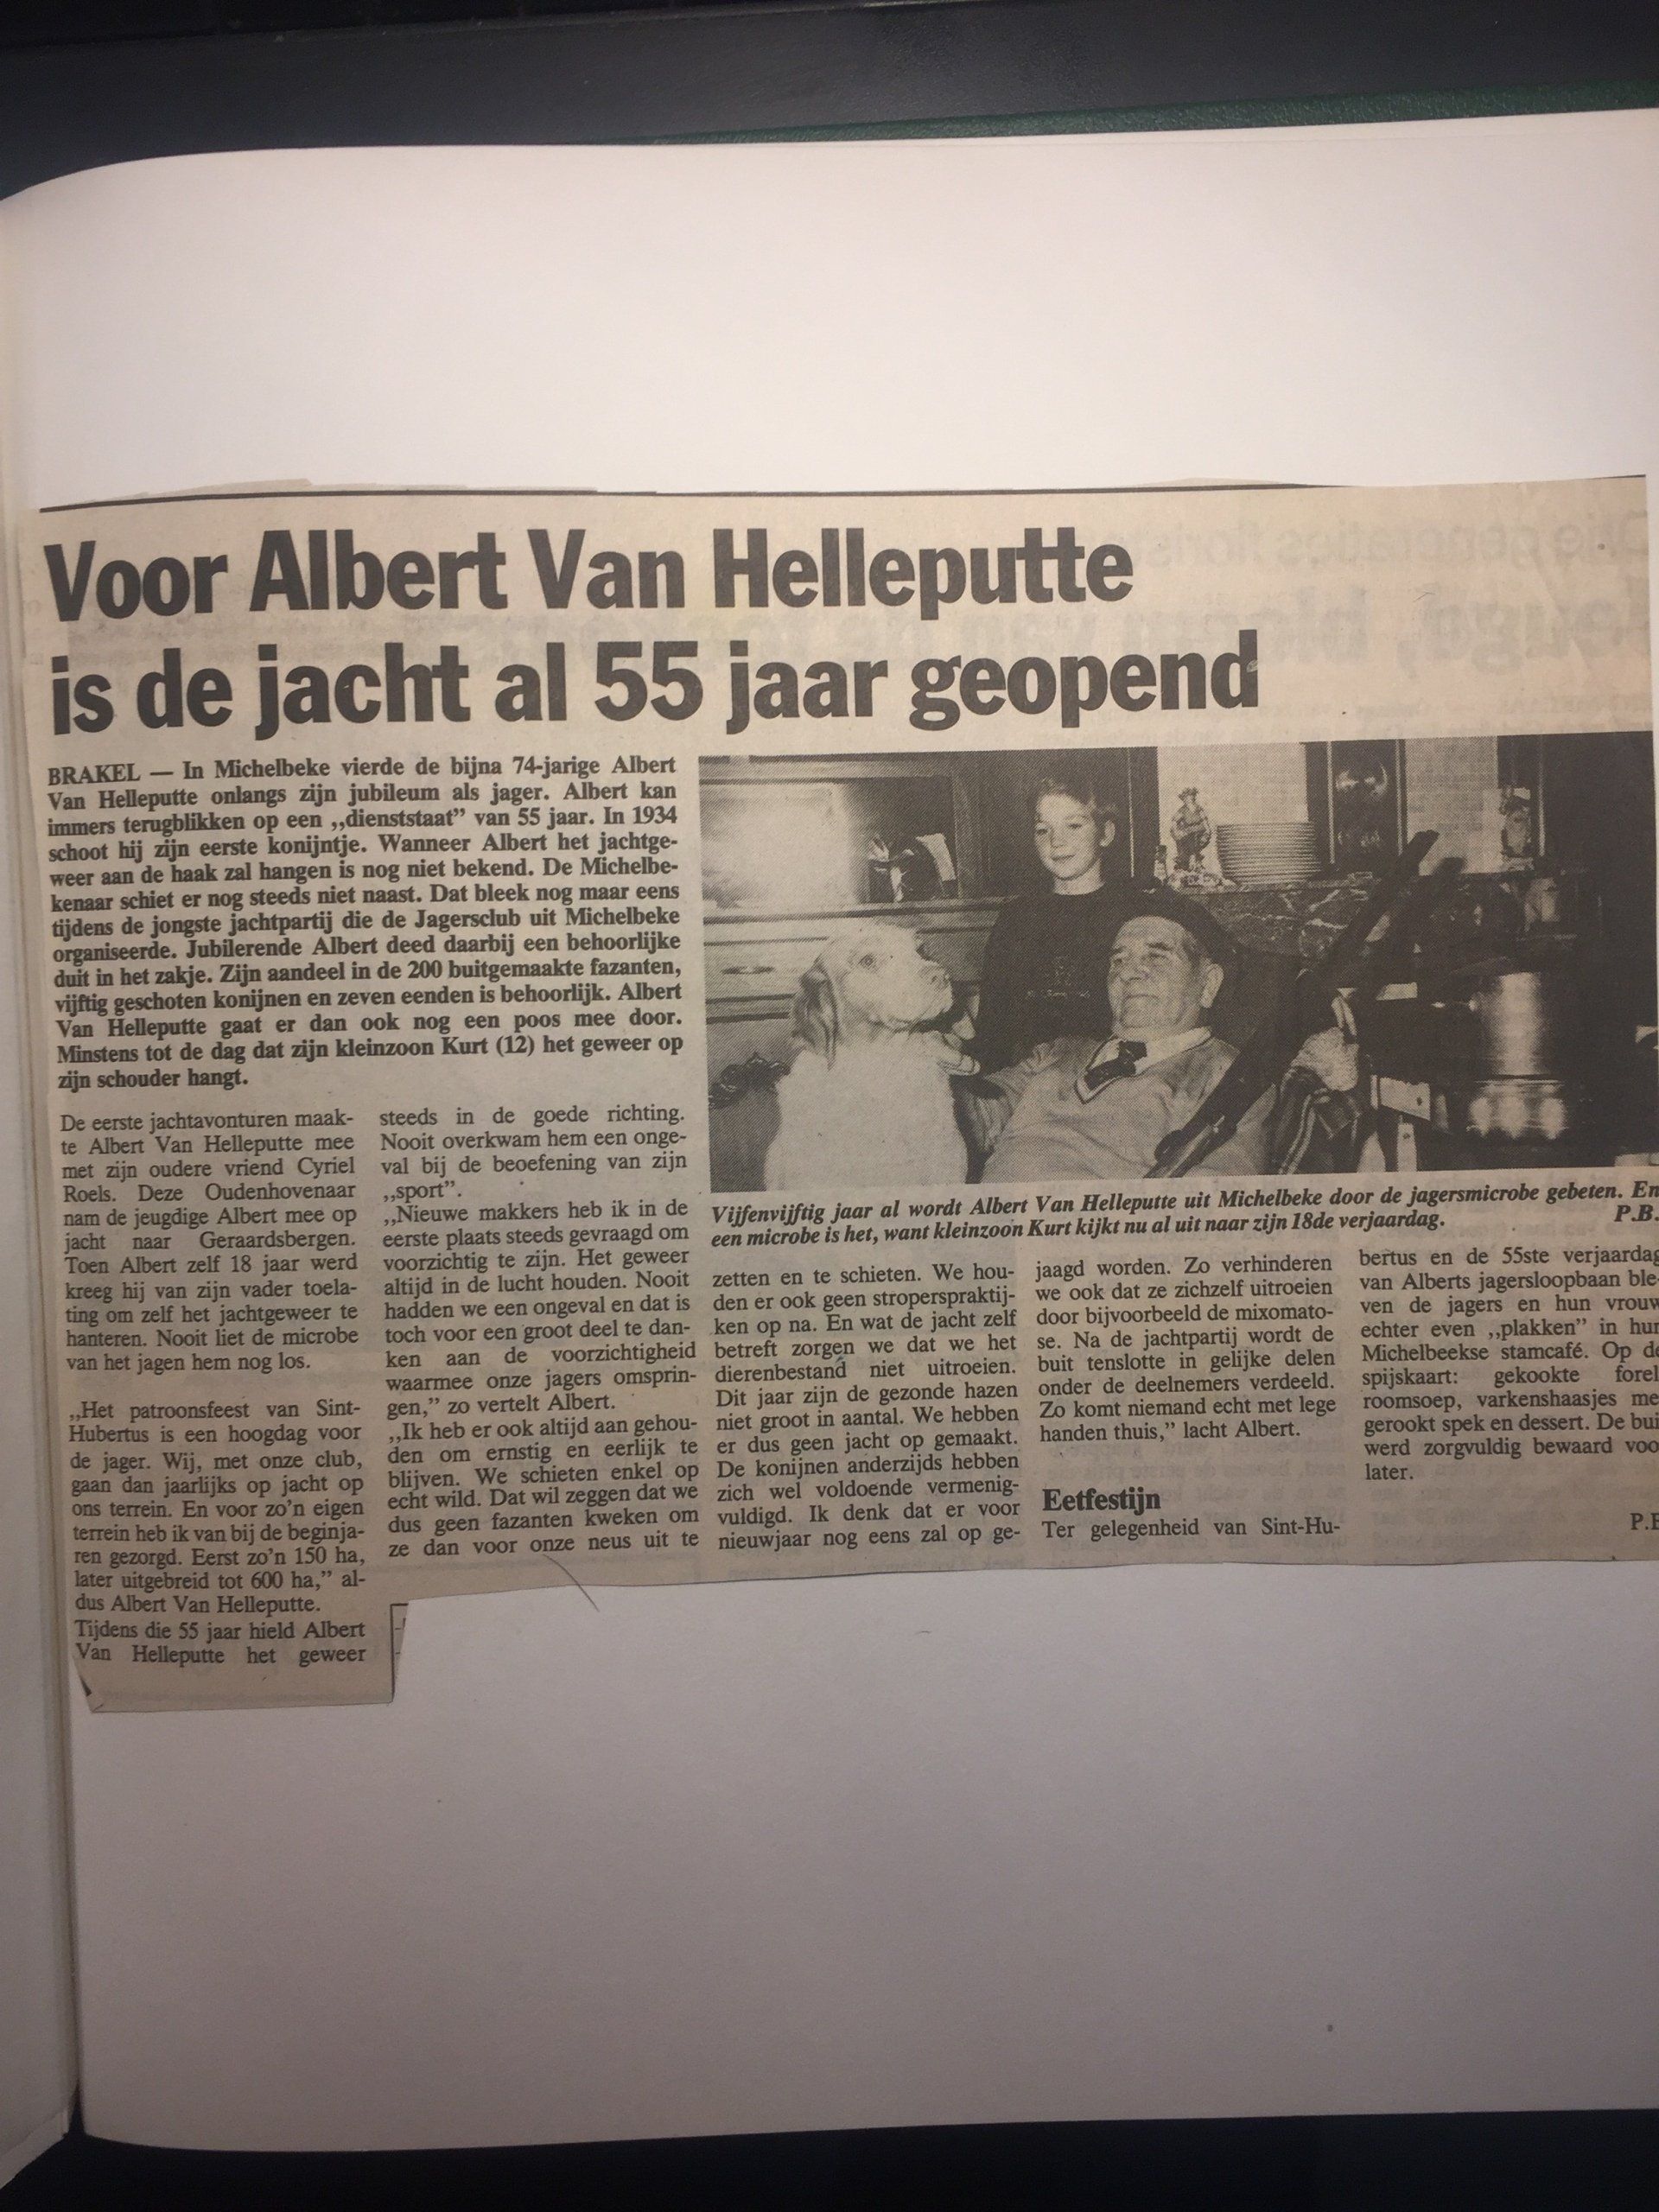 Voor Albert Van Helleputte
is de jacht al 55 jaar geopend
BRAKEL — In Michelbeke vierde de bijna 74-jarige Albert
Van Helleputte onlangs zijn jubileum als jager. Albert kan
immers terugblikken op een ,,dienststaat” van 55 jaar. In 1934
schoot hij zijn eerste konijntje. Wanneer Albert het jachtge-
weer aan de haak zal hangen is nog niet bekend. De Michelbe-
kenaar schiet er nog steeds niet naast. Dat bleek nog maar eens
tijdens de jongste jachtpartij die de Jagersclub uit Michelbeke
organiseerde. Jubilerende Albert deed daarbij een behoorlijke
duit in het zakje. Zijn aandeel in de 200 buitgemaakte fazanten,
vijftig geschoten konijnen en zeven eenden is behoorlijk. Albert
Van Helleputte gaat er dan ook nog een poos mee door.
Minstens tot de dag dat zijn kleinzoon Kurt (12) het geweer op
zijn schouder hangt.
De eerste jachtavonturen maak-
te Albert Van Helleputte mee
met zijn oudere vriend Cyriel
Roels. Deze Oudenhovenaar
nam de jeugdige Albert mee op
jacht naar Geraardsbergen.
Toen Albert zelf 18 jaar werd
kreeg hij van zijn vader toela-
ting om zelf het jachtgeweer te
hanteren. Nooit liet de microbe
van het jagen hem nog los.
,,Het patroonsfeest van Sint-
Hubertus is een hoogdag voor
de jager. Wij, met onze club,
gaan dan jaarlijks op jacht op
ons terrein. En voor zo’n eigen
terrein heb ik van bij de beginja-
ren gezorgd. Eerst zo’n 150 ha,
later uitgebreid tot 600 ha,” al-
dus Albert Van Helleputte.
Tijdens die 55 jaar hield Albert
Van Helleputte het geweer
steeds in de goede richting.
Nooit overkwam hem een onge-
val bij de beoefening van zijn
,,sport”.
,,Nieuwe makkers heb ik in de
eerste plaats steeds gevraagd om
voorzichtig te zijn. Het geweer
altijd in de lucht houden. Nooit
hadden we een ongeval en dat is
toch voor een groot deel te dan-
ken aan de voorzichtigheid
waarmee onze jagers omsprin-
gen,” zo vertelt Albert.
,,Ik heb er ook altijd aan gehou-
den om ernstig en eerlijk te
blijven. We schieten enkel op
echt wild. Dat wil zeggen dat we
dus geen fazanten kweken om
ze dan voor onze neus uit te
Vijfenvijftig jaar al wordt Albert Van Helleputte uit Michelbeke door de jagersmicrobe gebeten. En
een microbe is het, want kleinzoon Kurt kijkt nu al uit naar zijn 18de verjaardag. P.B.
zetten en te schieten. We hou-
den er ook geen stroperspraktij-
ken op na. En wat de jacht zelf
betreft zorgen we dat we het
dierenbestand niet uitroeien.
Dit jaar zijn de gezonde hazen
niet groot in aantal. We hebben
er dus geen jacht op gemaakt.
De konijnen anderzijds hebben
zich wel voldoende vermenig-
vuldigd. Ik denk dat er voor
nieuwjaar nog eens zal op ge-
jaagd worden. Zo verhinderen
we ook dat ze zichzelf uitroeien
door bijvoorbeeld de mixomato-
se. Na de jachtpartij wordt de
buit tenslotte in gelijke delen
onder de deelnemers verdeeld.
Zo komt niemand echt met lege
handen thuis,” lacht Albert.
Eetfestijn
Ter gelegenheid van Sint-Hu-
bertus en de 55ste verjaardag
van Alberts jagersloopbaan ble-
ven de jagers en hun vrouw
echter even ,,plakken” in hun
Michelbeekse stamcafé. Op de
spijskaart: gekookte forel
roomsoep, varkenshaasjes me
gerookt spek en dessert. De bui
werd zorgvuldig bewaard voo
later.
P.B